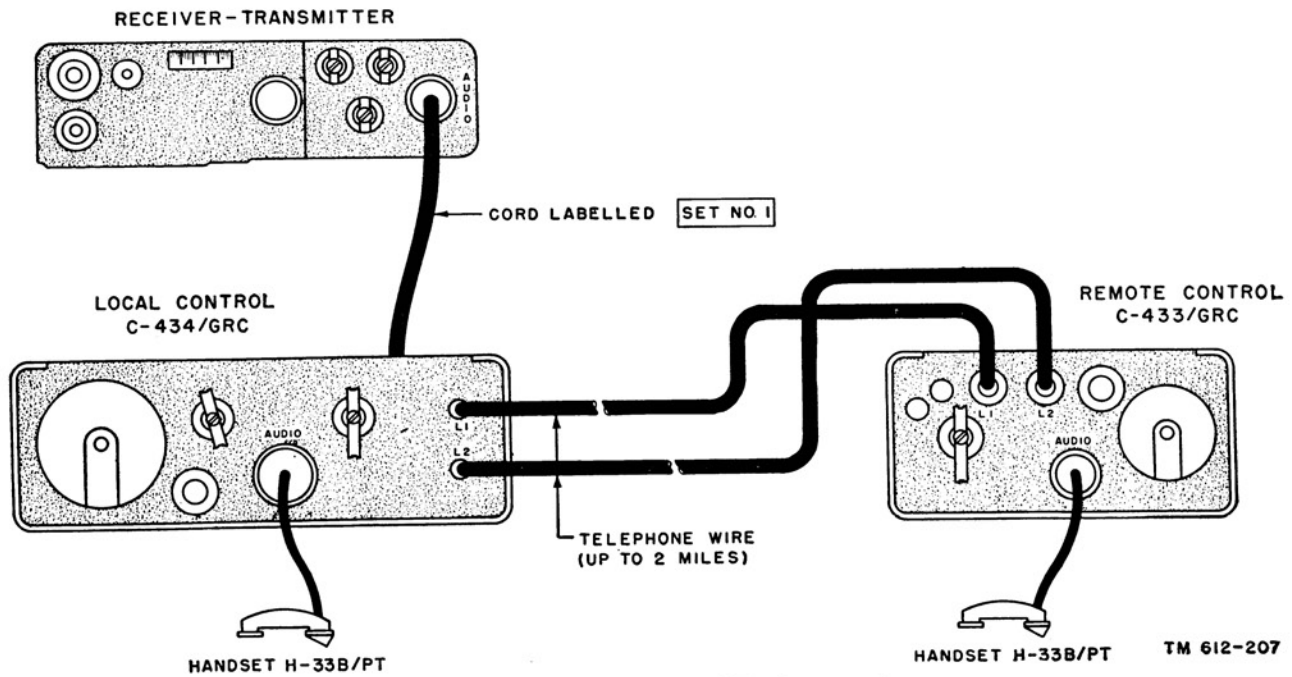 RECEIVER-TRANSMITTER
AUDIO
CORD LABELLED SET NO. 1
LOCAL CONTROL
C-434/GRC
REMOTE CONTROL
C-433/GRC
AUDIO
L1
L2
L1
L2
AUDIO
TELEPHONE WIRE
(UP TO 2 MILES)
HANDSET H-33B/PT
HANDSET H-33B/PT
TM 612-207